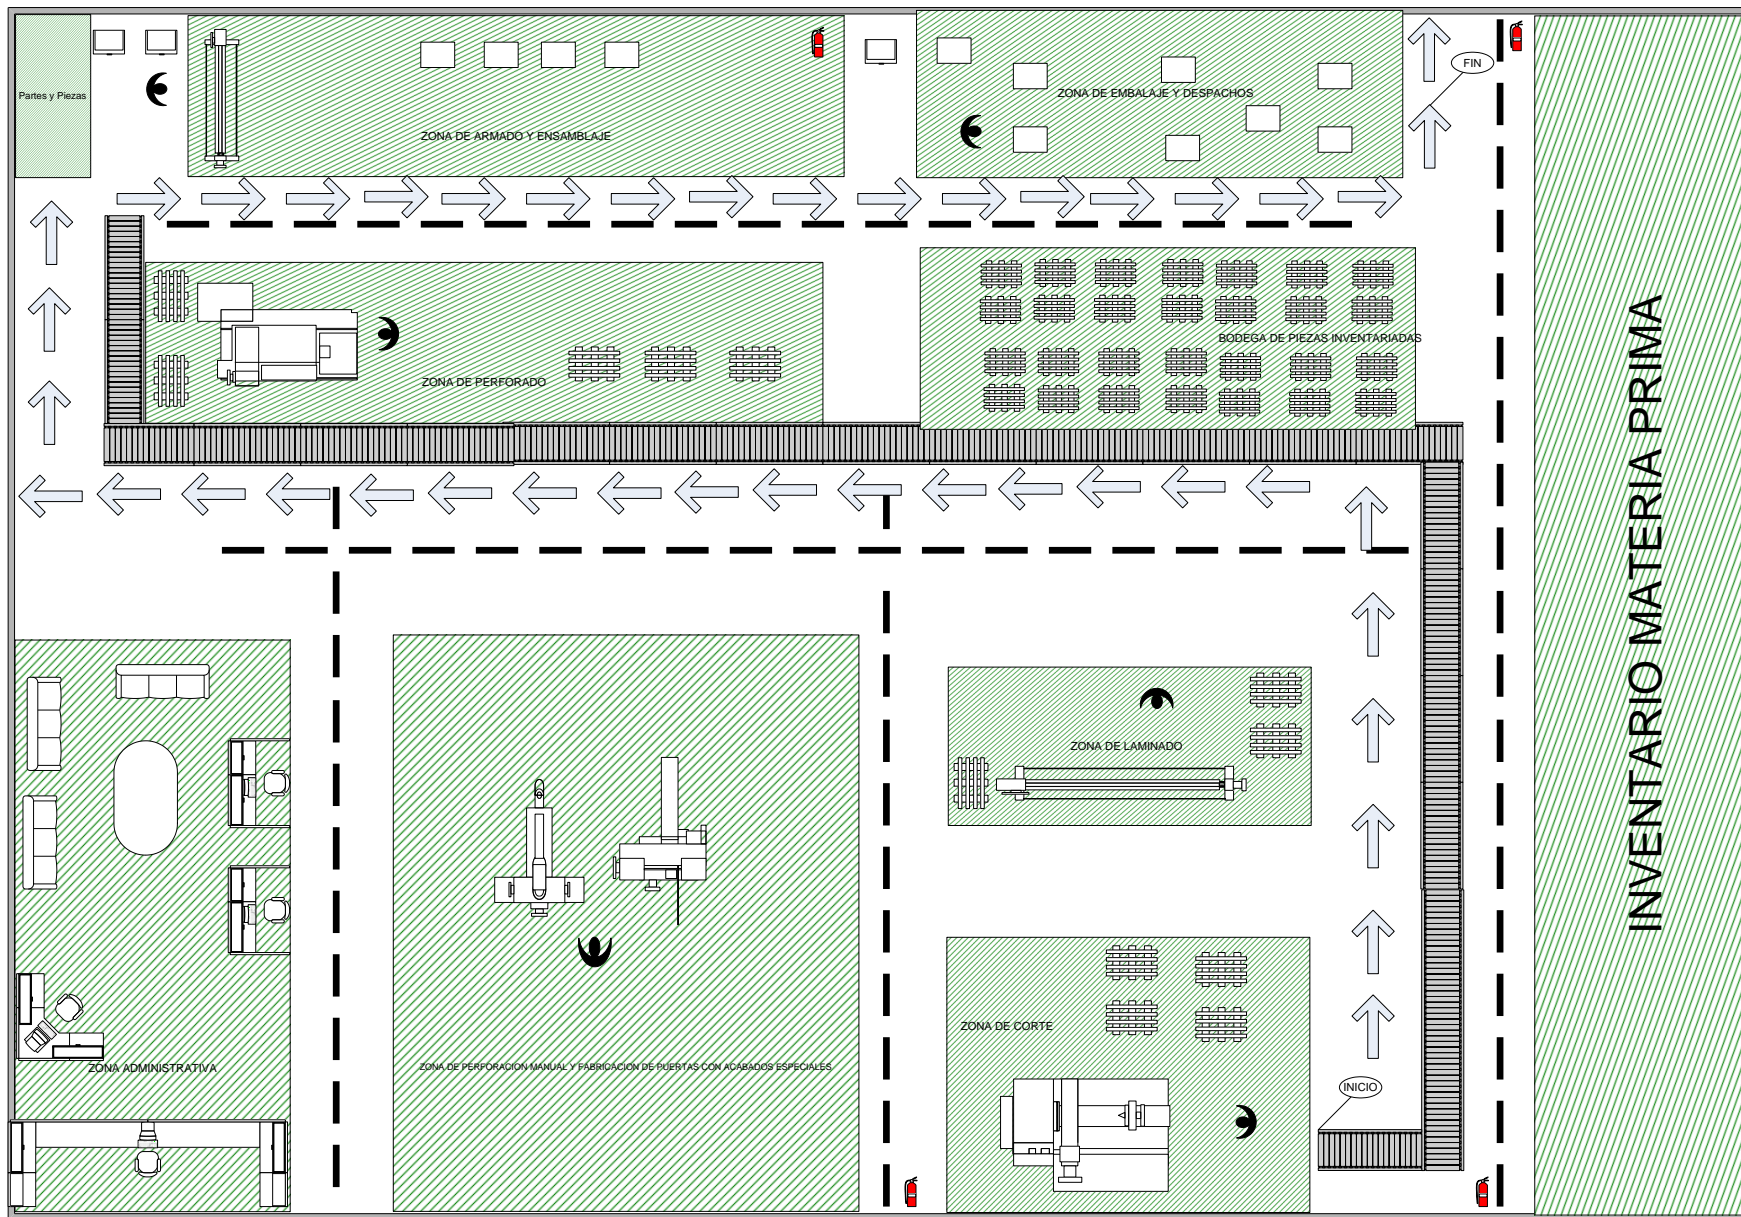 Partes y Piezas
ZONA DE ARMADO Y ENSAMBLAJE
ZONA DE EMBALAJE Y DESPACHOS
FIN
ZONA DE PERFORADO
BODEGA DE PIEZAS INVENTARIADAS
INVENTARIO MATERIA PRIMA
ZONA DE LAMINADO
ZONA DE CORTE
ZONA ADMINISTRATIVA
ZONA DE PERFORACION MANUAL Y FABRICACION DE PUERTAS CON ACABADOS ESPECIALES
INICIO